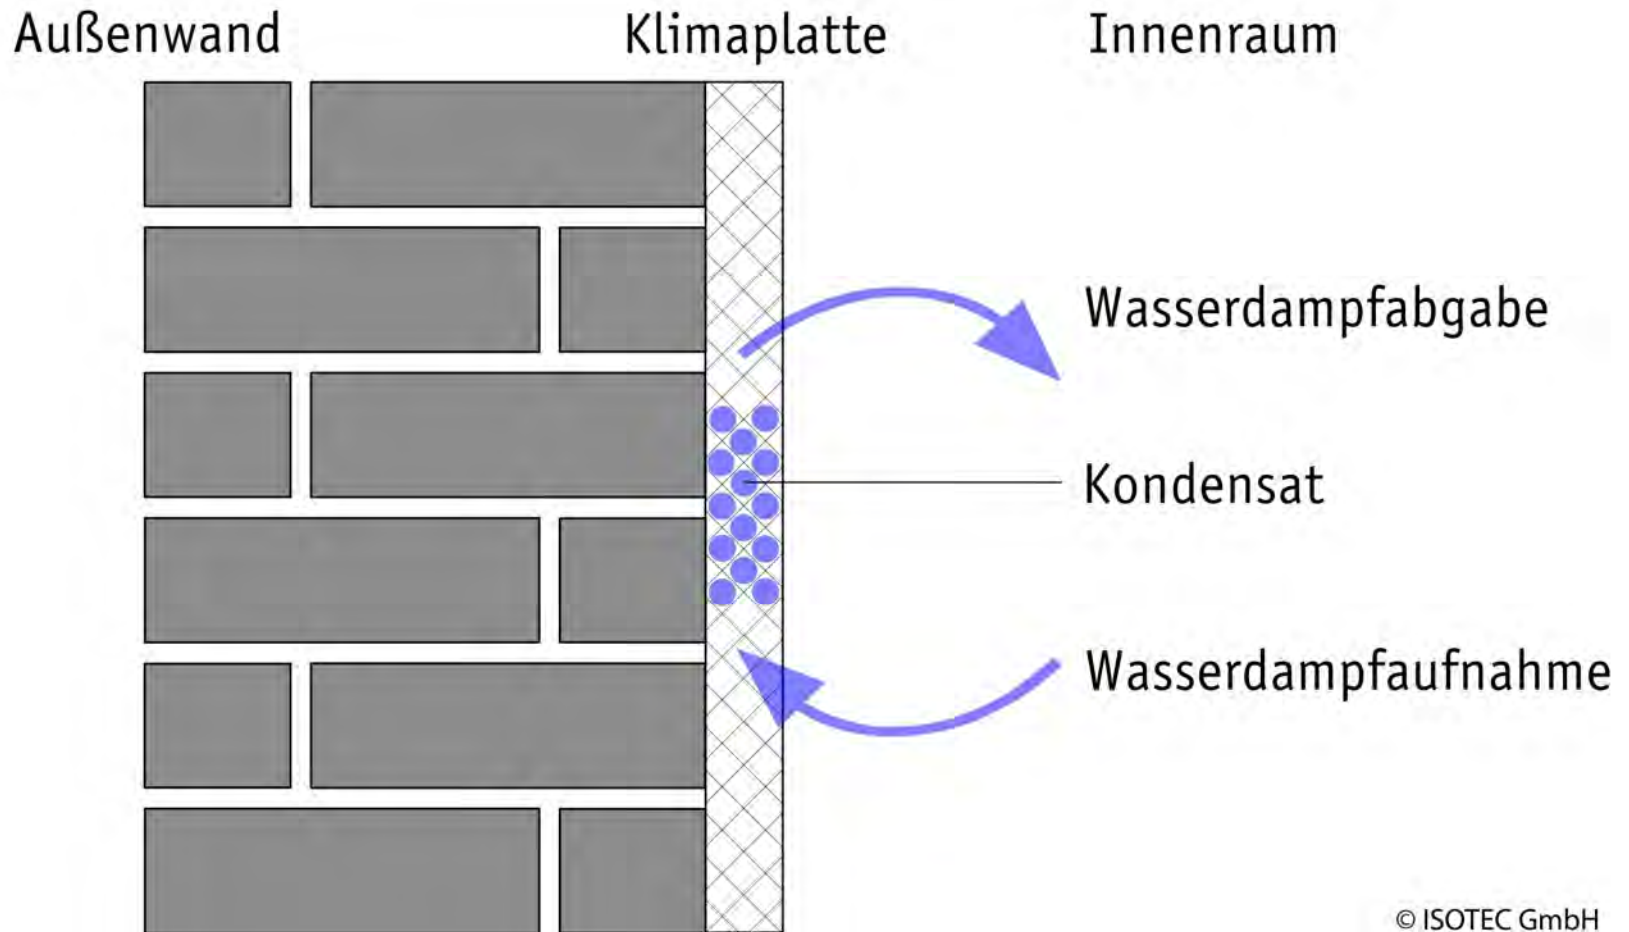 Außenwand
Klimaplatte
Innenraum
Wasserdampfabgabe
Kondensat
Wasserdampfaufnahme
© ISOTEC GmbH